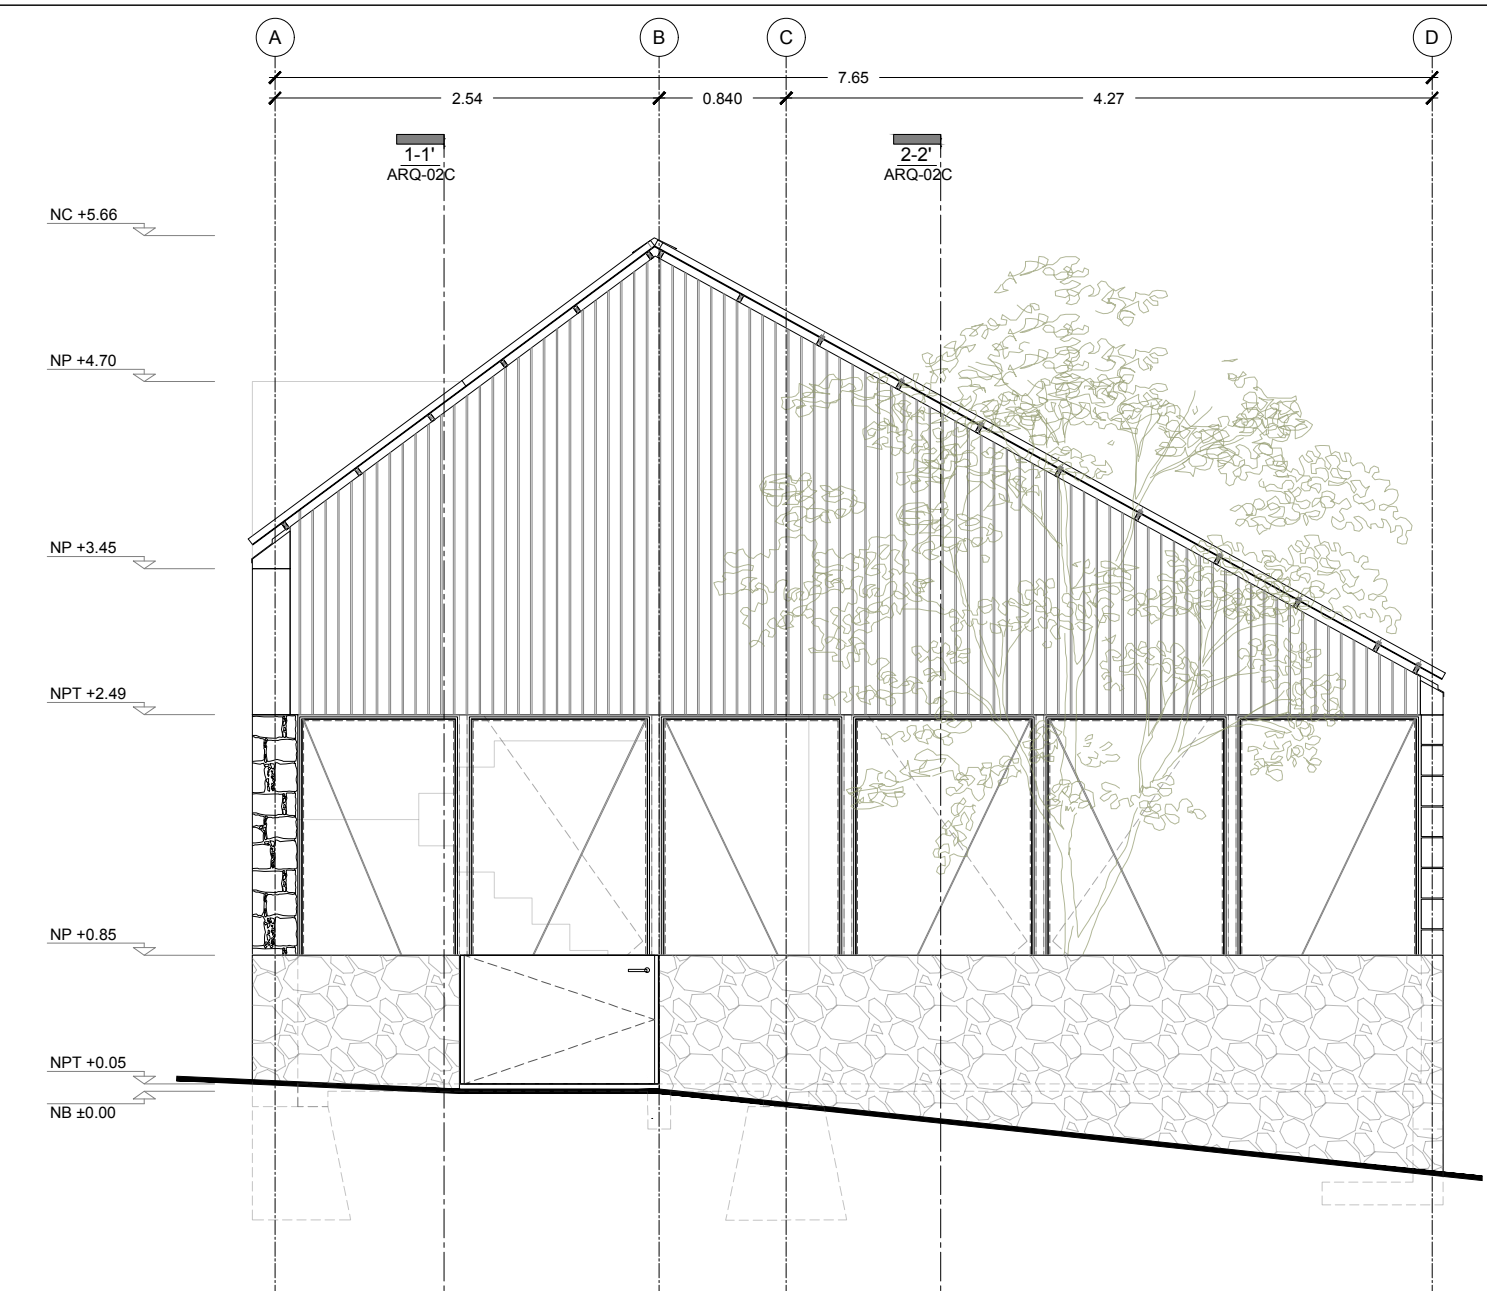 A B C D
7.65
2.54 0.840 4.27
1-1' 2-2'
ARQ-02C ARQ-02C
NC +5.66
NP +4.70
NP +3.45
NPT +2.49
NP +0.85
NPT +0.05
NB ±0.00